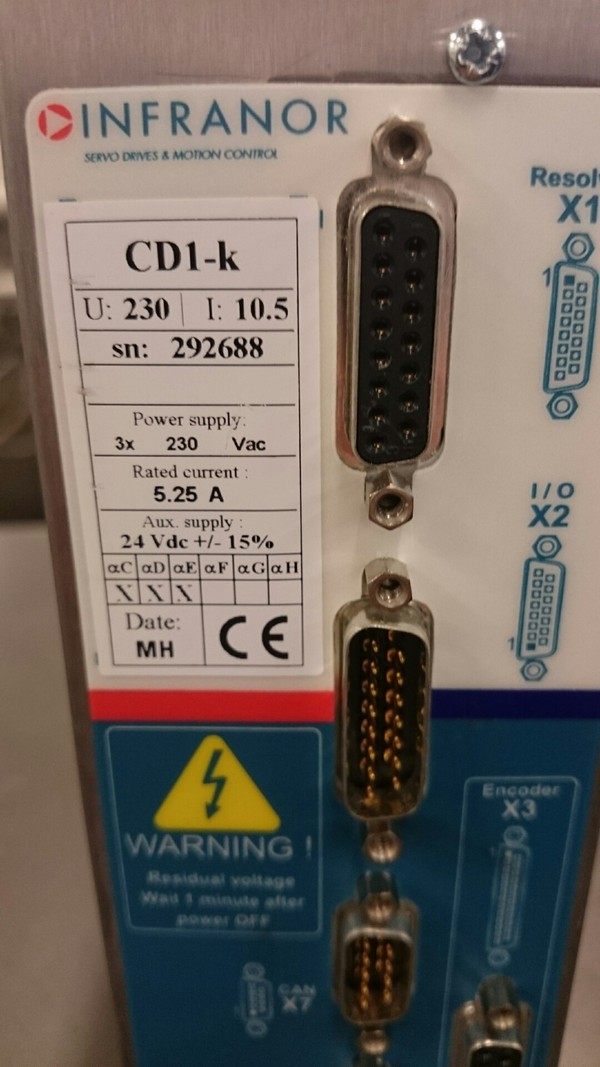 INFRANOR
SERVO DRIVES & MOTION CONTROL
CD1-k
U: 230 I: 10.5
sn: 292688
Power supply:
3x 230 Vac
Rated current :
5.25 A
Aux. supply :
24 Vdc +/- 15%
αC αD αE αF αG αH
X X X
Date:
MH
CE
Resol
X1
1
I/O
X2
1
Encoder
X3
WARNING !
Residual voltage
Wait 1 minute after
power OFF
CAN
X7